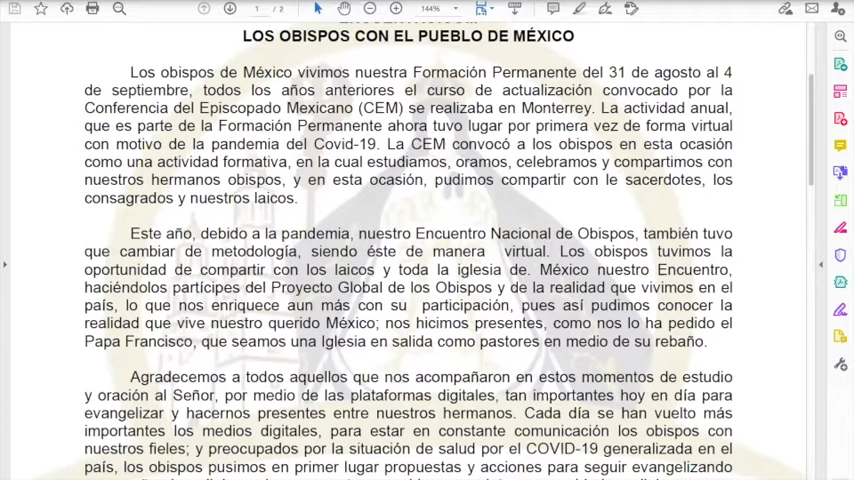 1 / 2
144%
LOS OBISPOS CON EL PUEBLO DE MÉXICO
Los obispos de México vivimos nuestra Formación Permanente del 31 de agosto al 4
de septiembre, todos los años anteriores el curso de actualización convocado por la
Conferencia del Episcopado Mexicano (CEM) se realizaba en Monterrey. La actividad anual,
que es parte de la Formación Permanente ahora tuvo lugar por primera vez de forma virtual
con motivo de la pandemia del Covid-19. La CEM convocó a los obispos en esta ocasión
como una actividad formativa, en la cual estudiamos, oramos, celebramos y compartimos con
nuestros hermanos obispos, y en esta ocasión, pudimos compartir con le sacerdotes, los
consagrados y nuestros laicos.
Este año, debido a la pandemia, nuestro Encuentro Nacional de Obispos, también tuvo
que cambiar de metodología, siendo éste de manera virtual. Los obispos tuvimos la
oportunidad de compartir con los laicos y toda la iglesia de. México nuestro Encuentro,
haciéndolos partícipes del Proyecto Global de los Obispos y de la realidad que vivimos en el
país, lo que nos enriquece aun más con su participación, pues así pudimos conocer la
realidad que vive nuestro querido México; nos hicimos presentes, como nos lo ha pedido el
Papa Francisco, que seamos una Iglesia en salida como pastores en medio de su rebaño.
Agradecemos a todos aquellos que nos acompañaron en estos momentos de estudio
y oración al Señor, por medio de las plataformas digitales, tan importantes hoy en día para
evangelizar y hacernos presentes entre nuestros hermanos. Cada día se han vuelto más
importantes los medios digitales, para estar en constante comunicación los obispos con
nuestros fieles; y preocupados por la situación de salud por el COVID-19 generalizada en el
país, los obispos pusimos en primer lugar propuestas y acciones para seguir evangelizando